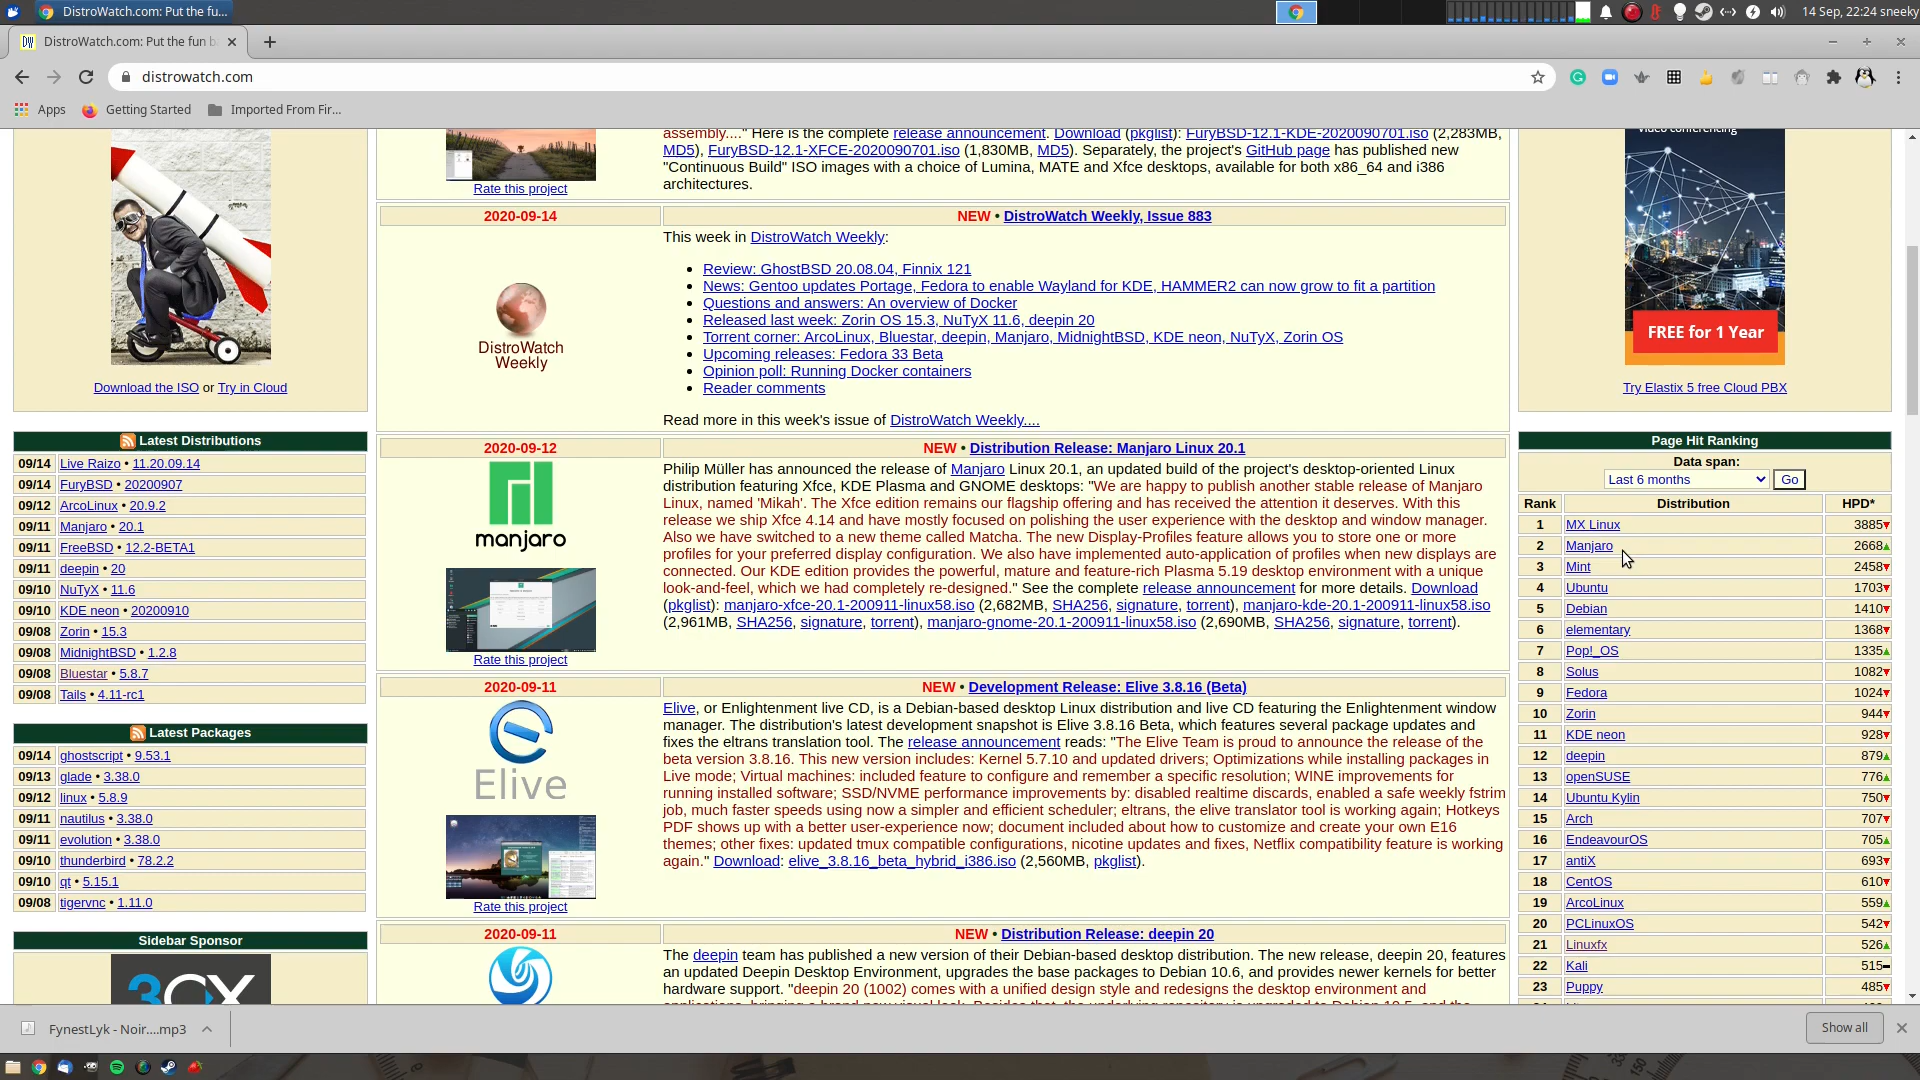 DistroWatch.com: Put the fu...
14 Sep, 22:24 sneeky
DistroWatch.com: Put the fun b
distrowatch.com
Apps
Getting Started
Imported From Fir...
Download the ISO or Try in Cloud
Latest Distributions
09/14 Live Raizo • 11.20.09.14
09/14 FuryBSD • 20200907
09/12 ArcoLinux • 20.9.2
09/11 Manjaro • 20.1
09/11 FreeBSD • 12.2-BETA1
09/11 deepin • 20
09/10 NuTyX • 11.6
09/10 KDE neon • 20200910
09/08 Zorin • 15.3
09/08 MidnightBSD • 1.2.8
09/08 Bluestar • 5.8.7
09/08 Tails • 4.11-rc1
Latest Packages
09/14 ghostscript • 9.53.1
09/13 glade • 3.38.0
09/12 linux • 5.8.9
09/11 nautilus • 3.38.0
09/11 evolution • 3.38.0
09/10 thunderbird • 78.2.2
09/10 qt • 5.15.1
09/08 tigervnc • 1.11.0
Sidebar Sponsor
3CX
Rate this project
assembly...." Here is the complete release announcement. Download (pkglist): FuryBSD-12.1-KDE-2020090701.iso (2,283MB,
MD5), FuryBSD-12.1-XFCE-2020090701.iso (1,830MB, MD5). Separately, the project's GitHub page has published new
"Continuous Build" ISO images with a choice of Lumina, MATE and Xfce desktops, available for both x86_64 and i386
architectures.
2020-09-14
NEW • DistroWatch Weekly, Issue 883
DistroWatch
Weekly
This week in DistroWatch Weekly:
• Review: GhostBSD 20.08.04, Finnix 121
• News: Gentoo updates Portage, Fedora to enable Wayland for KDE, HAMMER2 can now grow to fit a partition
• Questions and answers: An overview of Docker
• Released last week: Zorin OS 15.3, NuTyX 11.6, deepin 20
• Torrent corner: ArcoLinux, Bluestar, deepin, Manjaro, MidnightBSD, KDE neon, NuTyX, Zorin OS
• Upcoming releases: Fedora 33 Beta
• Opinion poll: Running Docker containers
• Reader comments
Read more in this week's issue of DistroWatch Weekly....
2020-09-12
NEW • Distribution Release: Manjaro Linux 20.1
manjaro
Rate this project
Philip Müller has announced the release of Manjaro Linux 20.1, an updated build of the project's desktop-oriented Linux
distribution featuring Xfce, KDE Plasma and GNOME desktops: "We are happy to publish another stable release of Manjaro
Linux, named 'Mikah'. The Xfce edition remains our flagship offering and has received the attention it deserves. With this
release we ship Xfce 4.14 and have mostly focused on polishing the user experience with the desktop and window manager.
Also we have switched to a new theme called Matcha. The new Display-Profiles feature allows you to store one or more
profiles for your preferred display configuration. We also have implemented auto-application of profiles when new displays are
connected. Our KDE edition provides the powerful, mature and feature-rich Plasma 5.19 desktop environment with a unique
look-and-feel, which we had completely re-designed." See the complete release announcement for more details. Download
(pkglist): manjaro-xfce-20.1-200911-linux58.iso (2,682MB, SHA256, signature, torrent), manjaro-kde-20.1-200911-linux58.iso
(2,961MB, SHA256, signature, torrent), manjaro-gnome-20.1-200911-linux58.iso (2,690MB, SHA256, signature, torrent).
2020-09-11
NEW • Development Release: Elive 3.8.16 (Beta)
Elive
Rate this project
Elive, or Enlightenment live CD, is a Debian-based desktop Linux distribution and live CD featuring the Enlightenment window
manager. The distribution's latest development snapshot is Elive 3.8.16 Beta, which features several package updates and
fixes the eltrans translation tool. The release announcement reads: "The Elive Team is proud to announce the release of the
beta version 3.8.16. This new version includes: Kernel 5.7.10 and updated drivers; Optimizations while installing packages in
Live mode; Virtual machines: included feature to configure and remember a specific resolution; WINE improvements for
running installed software; SSD/NVME performance improvements by: disabled realtime discards, enabled a safe weekly fstrim
job, much faster speeds using now a simpler and efficient scheduler; eltrans, the elive translator tool is working again; Hotkeys
PDF shows up with a better user-experience now; document included about how to customize and create your own E16
themes; other fixes: updated tmux compatible configurations, nicotine updates and fixes, Netflix compatibility feature is working
again." Download: elive_3.8.16_beta_hybrid_i386.iso (2,560MB, pkglist).
2020-09-11
NEW • Distribution Release: deepin 20
The deepin team has published a new version of their Debian-based desktop distribution. The new release, deepin 20, features
an updated Deepin Desktop Environment, upgrades the base packages to Debian 10.6, and provides newer kernels for better
hardware support. "deepin 20 (1002) comes with a unified design style and redesigns the desktop environment and
video conferencing
FREE for 1 Year
Try Elastix 5 free Cloud PBX
Page Hit Ranking
Data span:
Last 6 months Go
Rank Distribution HPD*
1 MX Linux 3885
2 Manjaro 2668
3 Mint 2458
4 Ubuntu 1703
5 Debian 1410
6 elementary 1368
7 Pop!_OS 1335
8 Solus 1082
9 Fedora 1024
10 Zorin 944
11 KDE neon 928
12 deepin 879
13 openSUSE 776
14 Ubuntu Kylin 750
15 Arch 707
16 EndeavourOS 705
17 antiX 693
18 CentOS 610
19 ArcoLinux 559
20 PCLinuxOS 542
21 Linuxfx 526
22 Kali 515
23 Puppy 485
FynestLyk - Noir....mp3
Show all